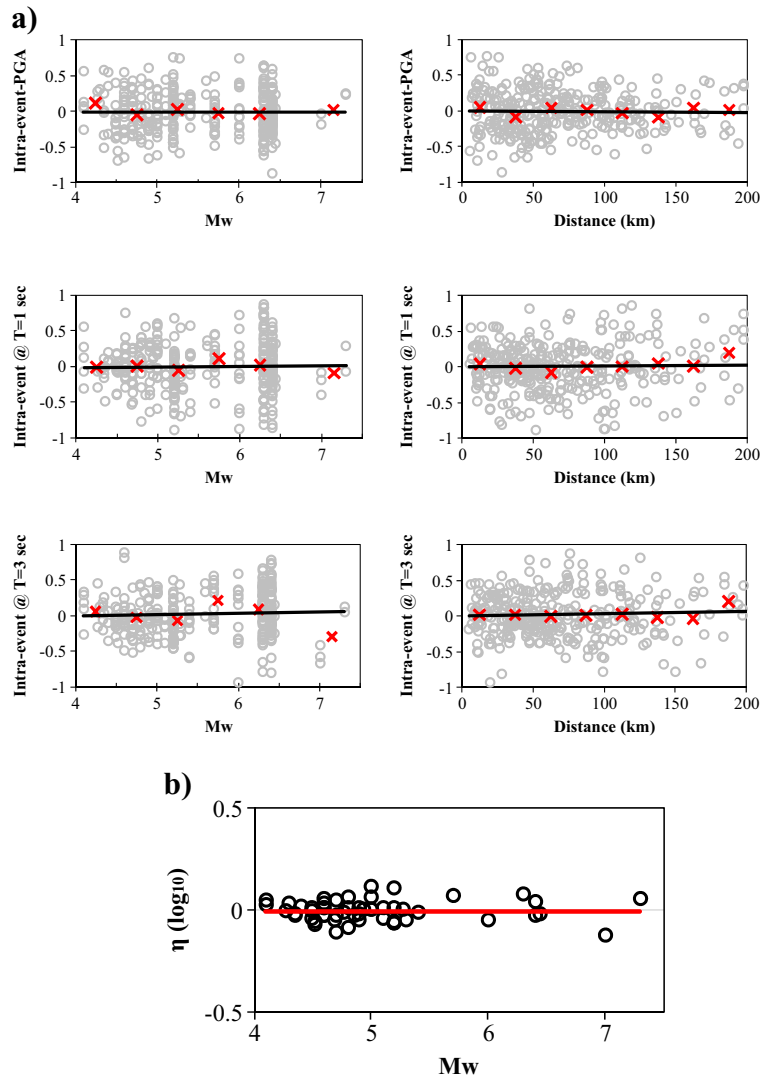 a)
Intra-event-PGA
1
0.5
0
-0.5
-1
4 5 6 7
Mw
Intra-event-PGA
1
0.5
0
-0.5
-1
0 50 100 150 200
Distance (km)
Intra-event @ T=1 sec
1
0.5
0
-0.5
-1
4 5 6 7
Mw
Intra-event @ T=1 sec
1
0.5
0
-0.5
-1
0 50 100 150 200
Distance (km)
Intra-event @ T=3 sec
1
0.5
0
-0.5
-1
4 5 6 7
Mw
Intra-event @ T=3 sec
1
0.5
0
-0.5
-1
0 50 100 150 200
Distance (km)
b)
η (log10)
0.5
0
-0.5
4 5 6 7
Mw